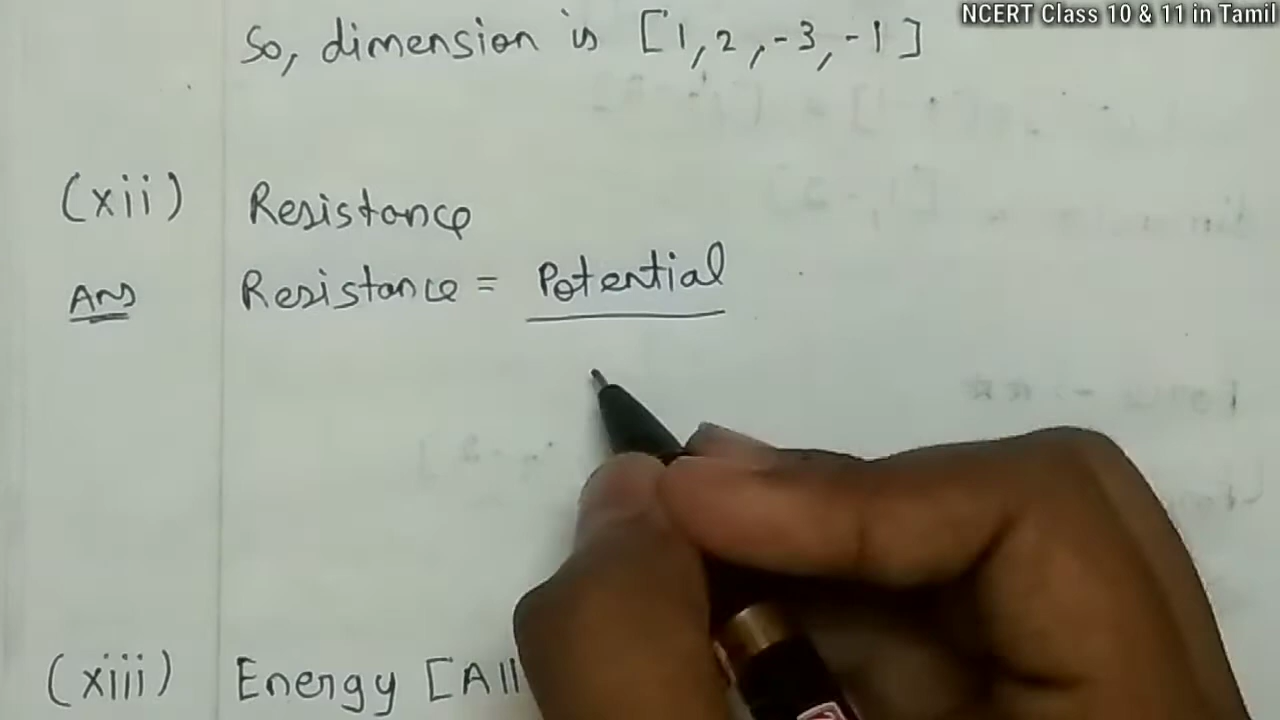 NCERT Class 10 & 11 in Tamil
So, dimension is [1, 2, -3, -1]
(xii) Resistance
Ans Resistance = Potential
(xiii) Energy [All